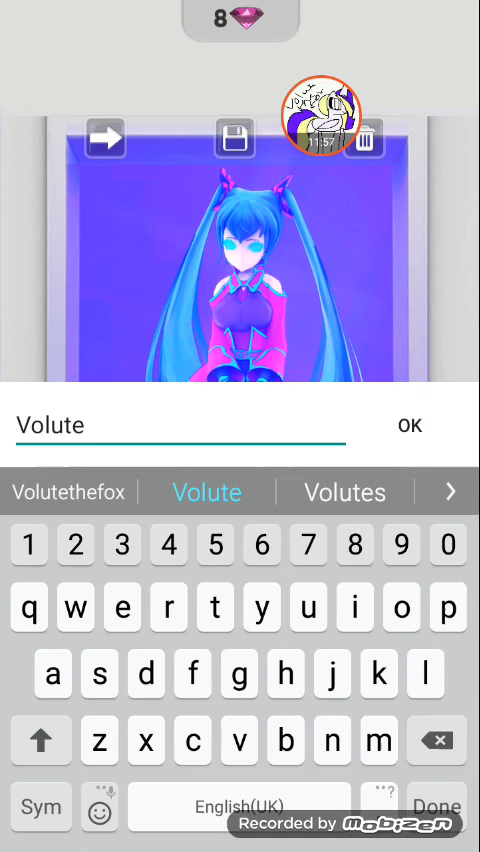 8
11:57
Volute
OK
Volutethefox Volute Volutes
1 2 3 4 5 6 7 8 9 0
q w e r t y u i o p
a s d f g h j k l
z x c v b n m
Sym English(UK) ? Done
Recorded by mobizen